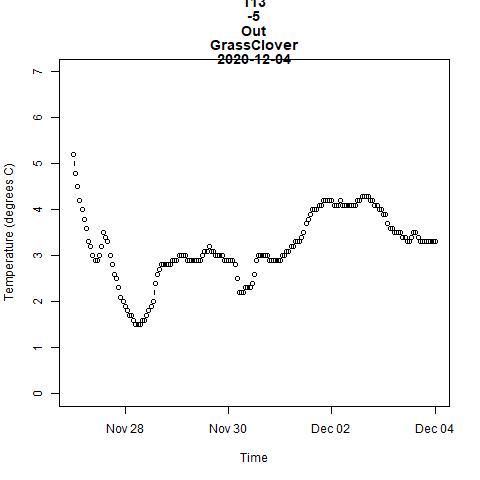 113
-5
Out
GrassClover
2020-12-04
7
6
5
4
3
2
1
0
Temperature (degrees C)
Nov 28
Nov 30
Dec 02
Dec 04
Time